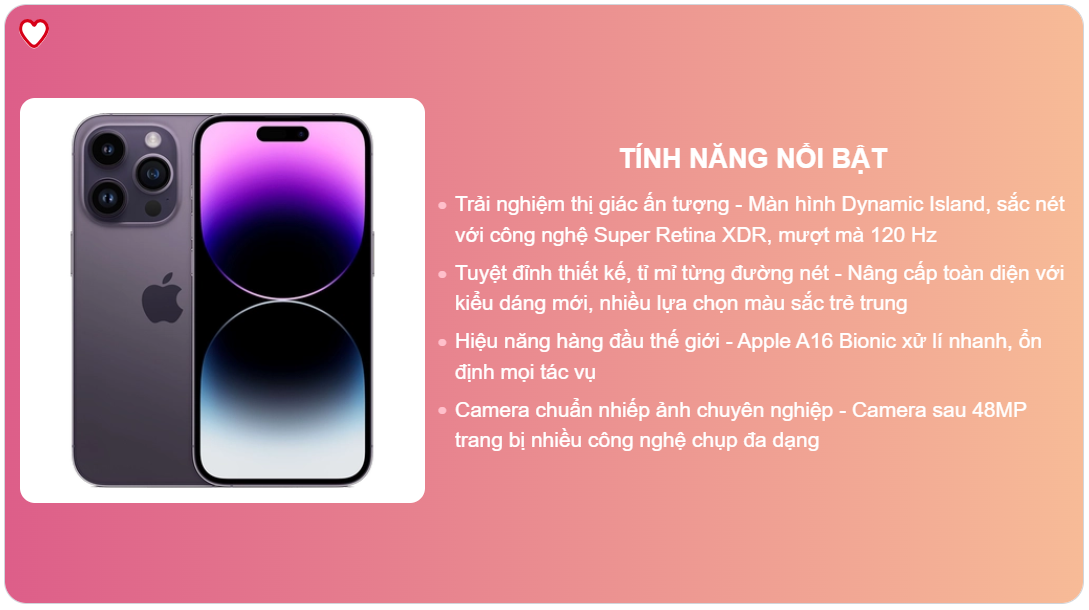 TÍNH NĂNG NỔI BẬT
Trải nghiệm thị giác ấn tượng - Màn hình Dynamic Island, sắc nét
với công nghệ Super Retina XDR, mượt mà 120 Hz
Tuyệt đỉnh thiết kế, tỉ mỉ từng đường nét - Nâng cấp toàn diện với
kiểu dáng mới, nhiều lựa chọn màu sắc trẻ trung
Hiệu năng hàng đầu thế giới - Apple A16 Bionic xử lí nhanh, ổn
định mọi tác vụ
Camera chuẩn nhiếp ảnh chuyên nghiệp - Camera sau 48MP
trang bị nhiều công nghệ chụp đa dạng